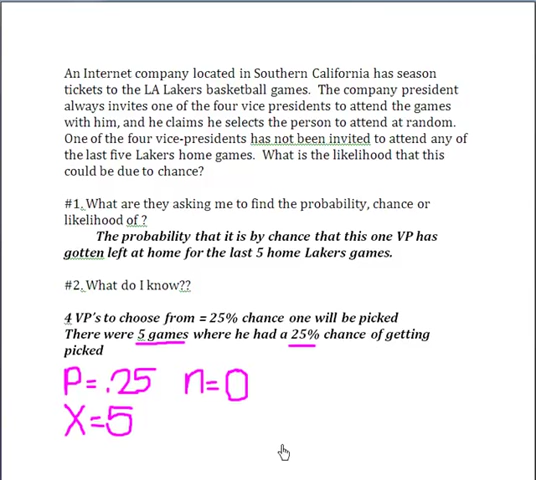 An Internet company located in Southern California has season
tickets to the LA Lakers basketball games. The company president
always invites one of the four vice presidents to attend the games
with him, and he claims he selects the person to attend at random.
One of the four vice-presidents has not been invited to attend any of
the last five Lakers home games. What is the likelihood that this
could be due to chance?
#1. What are they asking me to find the probability, chance or
likelihood of ?
The probability that it is by chance that this one VP has
gotten left at home for the last 5 home Lakers games.
#2. What do I know??
4 VP's to choose from = 25% chance one will be picked
There were 5 games where he had a 25% chance of getting
picked
P=.25 n=0
X=5